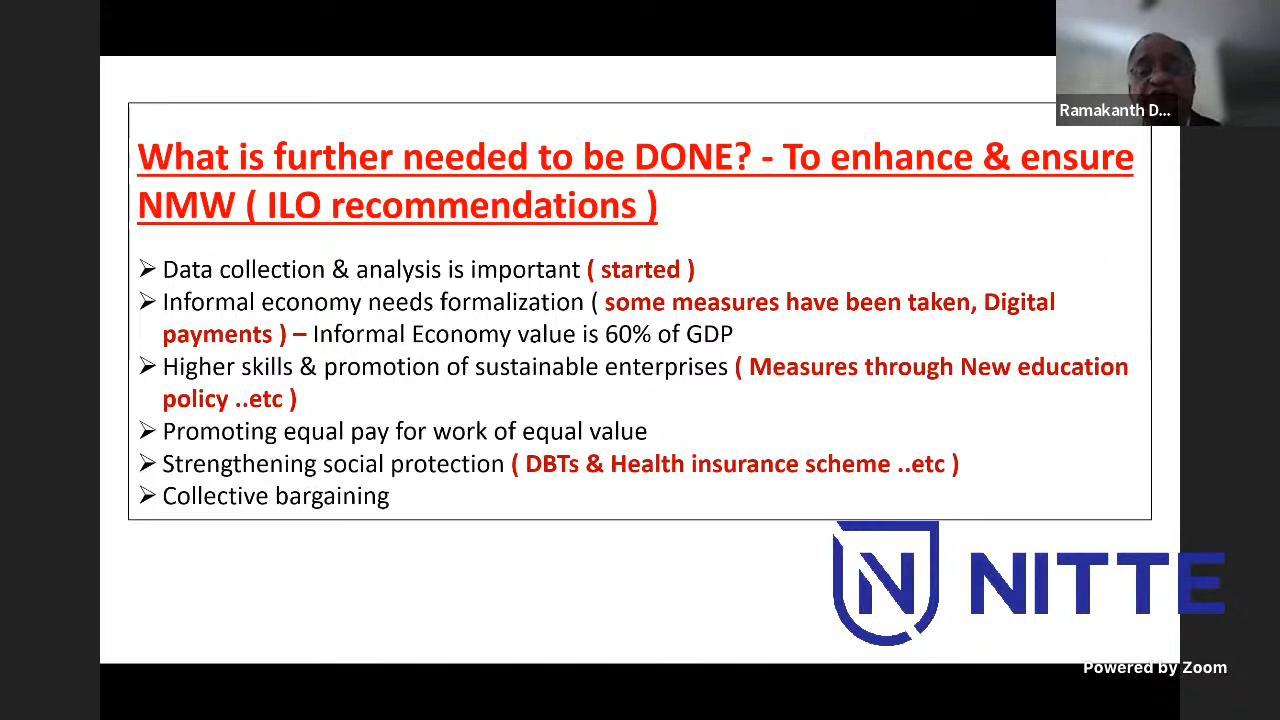 Ramakanth D...
What is further needed to be DONE? - To enhance & ensure
NMW ( ILO recommendations )
➢ Data collection & analysis is important ( started )
➢ Informal economy needs formalization ( some measures have been taken, Digital
payments ) – Informal Economy value is 60% of GDP
➢ Higher skills & promotion of sustainable enterprises ( Measures through New education
policy ..etc )
➢ Promoting equal pay for work of equal value
➢ Strengthening social protection ( DBTs & Health insurance scheme ..etc )
➢ Collective bargaining
N NITTE
Powered by Zoom